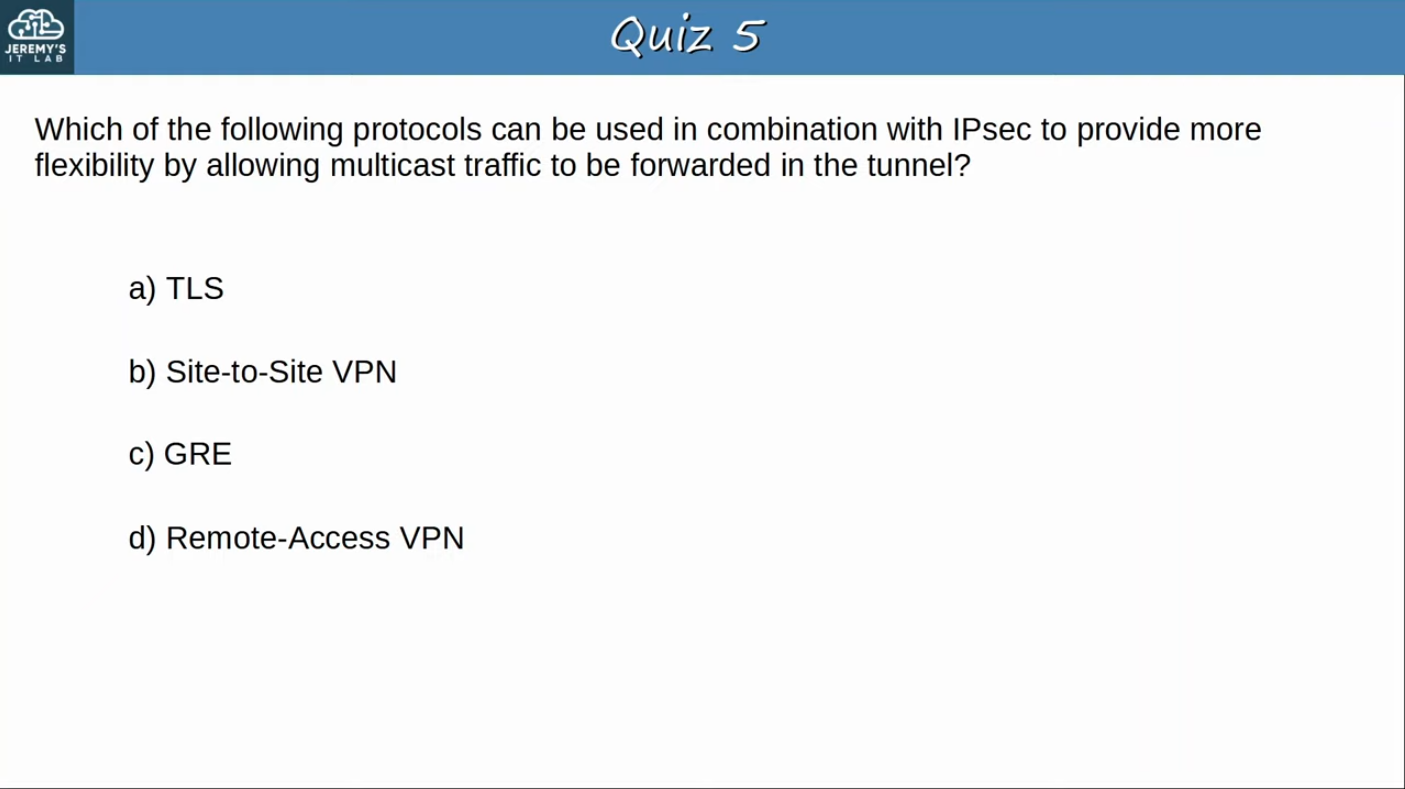 JEREMY'S
IT LAB
Quiz 5
Which of the following protocols can be used in combination with IPsec to provide more
flexibility by allowing multicast traffic to be forwarded in the tunnel?
a) TLS
b) Site-to-Site VPN
c) GRE
d) Remote-Access VPN